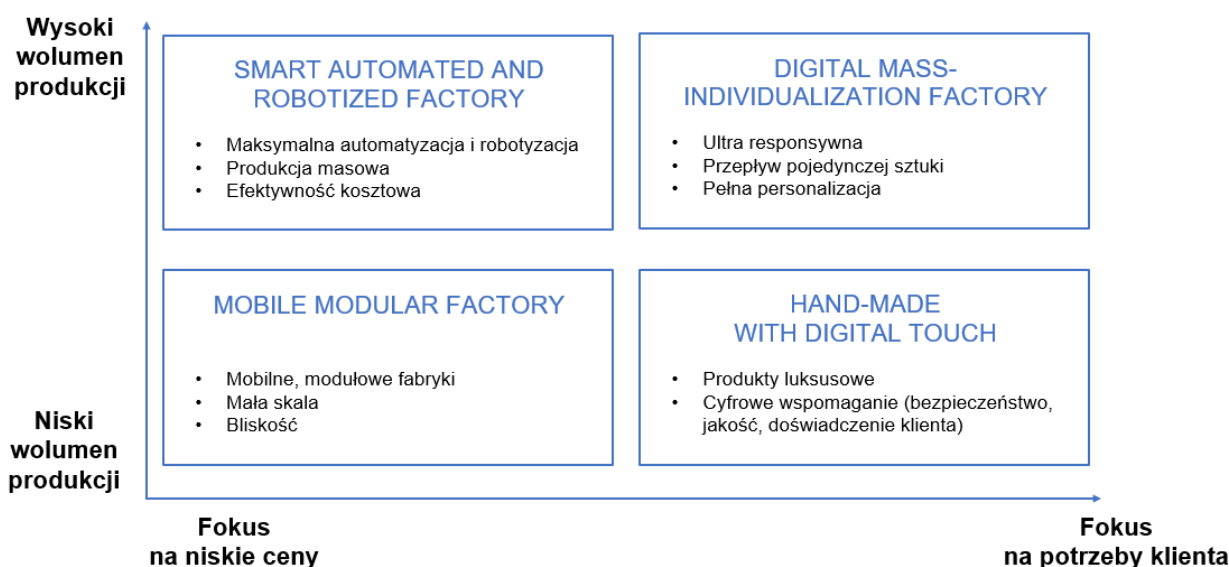 Wysoki
wolumen
produkcji
SMART AUTOMATED AND
ROBOTIZED FACTORY
• Maksymalna automatyzacja i robotyzacja
• Produkcja masowa
• Efektywność kosztowa
DIGITAL MASS-
INDIVIDUALIZATION FACTORY
• Ultra responsywna
• Przepływ pojedynczej sztuki
• Pełna personalizacja
MOBILE MODULAR FACTORY
• Mobilne, modułowe fabryki
• Mała skala
• Bliskość
HAND-MADE
WITH DIGITAL TOUCH
• Produkty luksusowe
• Cyfrowe wspomaganie (bezpieczeństwo,
jakość, doświadczenie klienta)
Niski
wolumen
produkcji
Fokus
na niskie ceny
Fokus
na potrzeby klienta